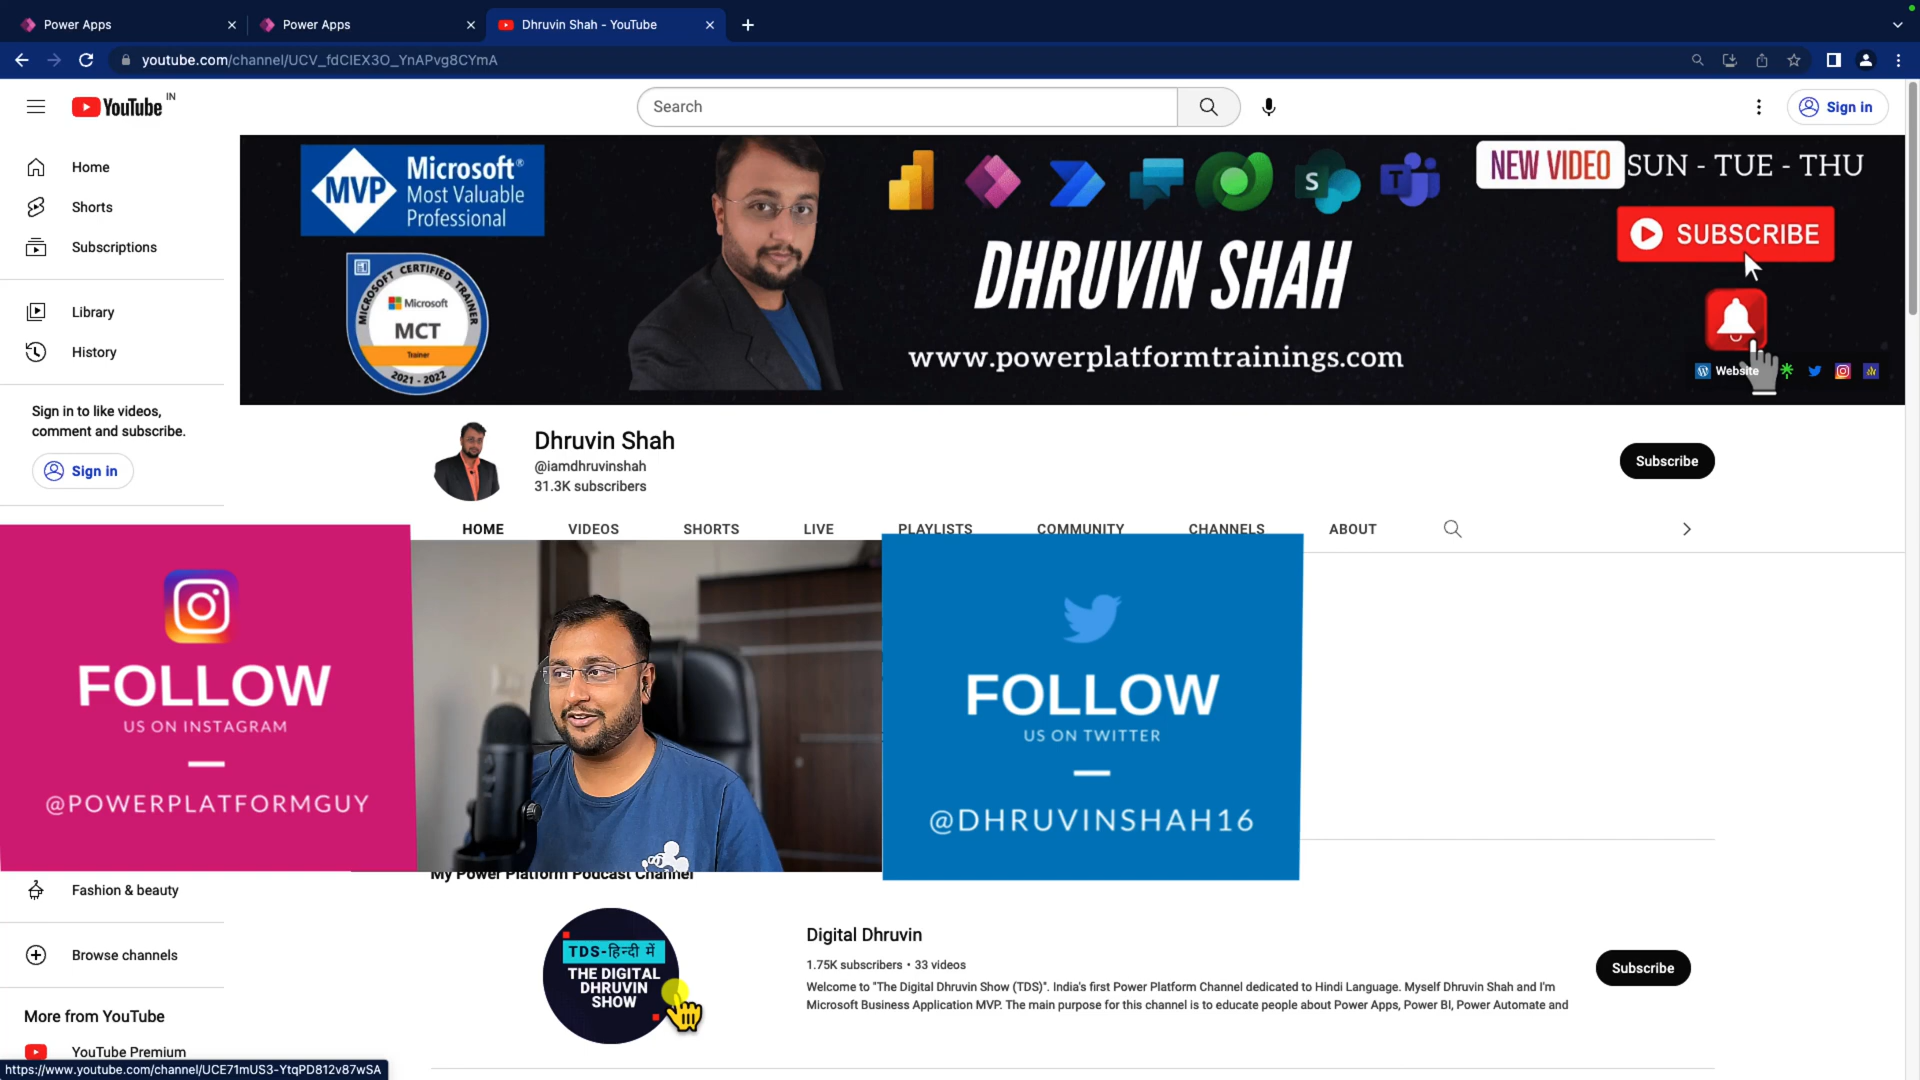 Power Apps
Power Apps
Dhruvin Shah - YouTube
youtube.com/channel/UCV_fdCIEX3O_YnAPvg8CYmA
YouTube IN
Search
Sign in
Home
Shorts
Subscriptions
Library
History
Sign in to like videos,
comment and subscribe.
Sign in
MVP
Microsoft®
Most Valuable
Professional
MICROSOFT CERTIFIED TRAINER
Microsoft
MCT
Trainer
2021 - 2022
S
T
DHRUVIN SHAH
www.powerplatformtrainings.com
NEW VIDEO SUN - TUE - THU
SUBSCRIBE
Website
Dhruvin Shah
@iamdhruvinshah
31.3K subscribers
Subscribe
HOME VIDEOS SHORTS LIVE PLAYLISTS COMMUNITY CHANNELS ABOUT
FOLLOW
US ON INSTAGRAM
@POWERPLATFORMGUY
FOLLOW
US ON TWITTER
@DHRUVINSHAH16
My Power Platform Podcast Channel
Fashion & beauty
Browse channels
More from YouTube
YouTube Premium
TDS-हिन्दी में
THE DIGITAL
DHRUVIN
SHOW
Digital Dhruvin
1.75K subscribers • 33 videos
Welcome to "The Digital Dhruvin Show (TDS)". India's first Power Platform Channel dedicated to Hindi Language. Myself Dhruvin Shah and I'm
Microsoft Business Application MVP. The main purpose for this channel is to educate people about Power Apps, Power BI, Power Automate and
Subscribe
https://www.youtube.com/channel/UCE71mUS3-YtqPD812v87wSA